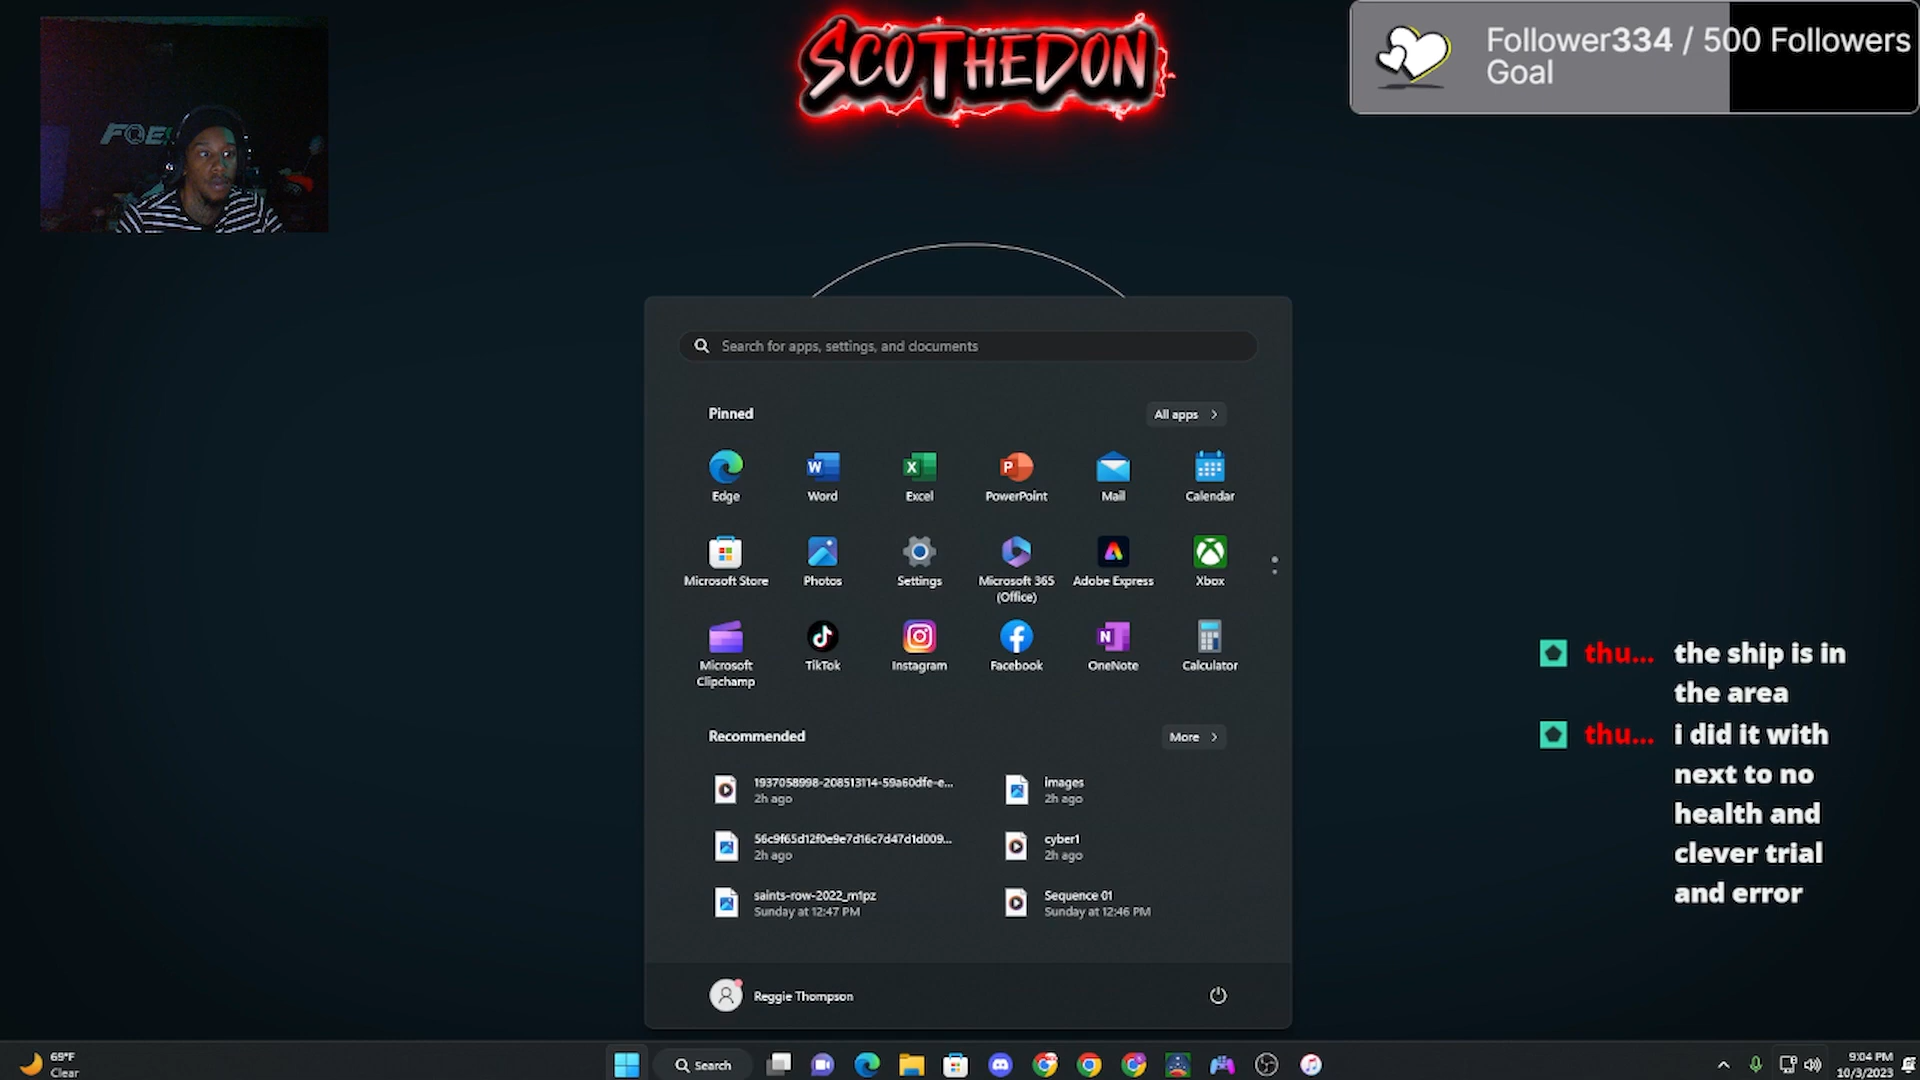 SCOTHEDON
Follower334 / 500 Followers
Goal
Search for apps, settings, and documents
Pinned
All apps
Edge
Word
Excel
PowerPoint
Mail
Calendar
Microsoft Store
Photos
Settings
Microsoft 365
(Office)
Adobe Express
Xbox
Microsoft
Clipchamp
TikTok
Instagram
Facebook
OneNote
Calculator
Recommended
More
1937058998-208513114-59a60dfe-e...
2h ago
images
2h ago
56c9f65d12f0e9e7d16c7d47d1d009...
2h ago
cyber1
2h ago
saints-row-2022_m1pz
Sunday at 12:47 PM
Sequence 01
Sunday at 12:46 PM
Reggie Thompson
thu... the ship is in
the area
thu... i did it with
next to no
health and
clever trial
and error
69°F
Clear
Search
9:04 PM
10/3/2023